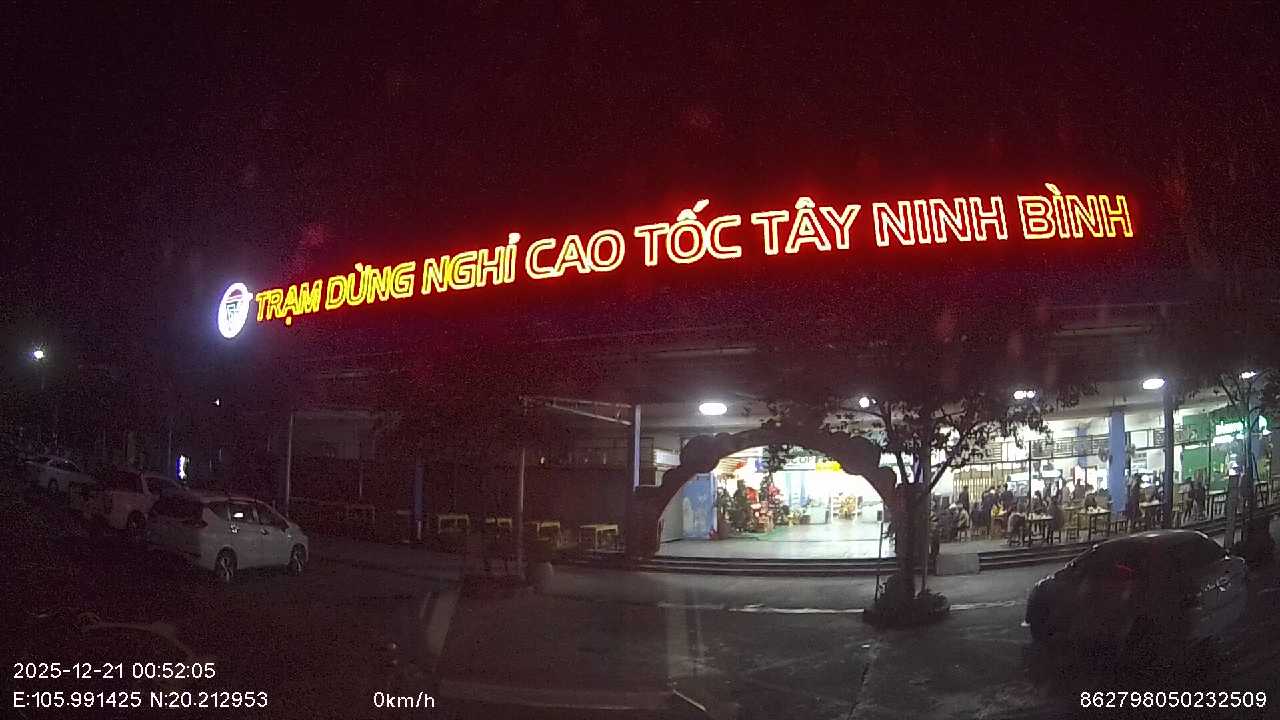 TRẠM DỪNG NGHỈ CAO TỐC TÂY NINH BÌNH
2025-12-21 00:52:05
E:105.991425 N:20.212953
0km/h
862798050232509